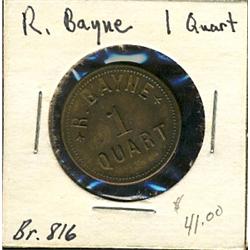 R. Bayne 1 Quart
★ R. BAYNE ★
1
QUART
Br. 816
$41.00